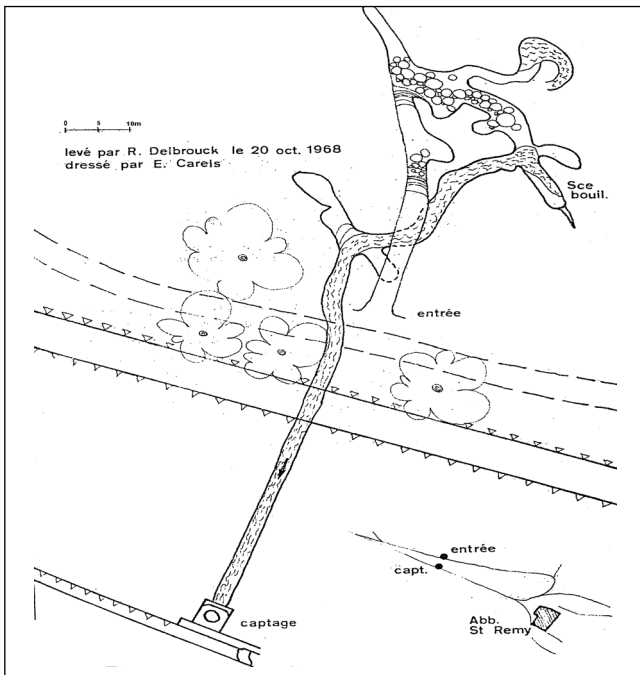 0 5 10m
levé par R. Delbrouck le 20 oct. 1968
dressé par E. Carels
Sce
bouil.
entrée
entrée
capt.
captage
Abb.
St Remy